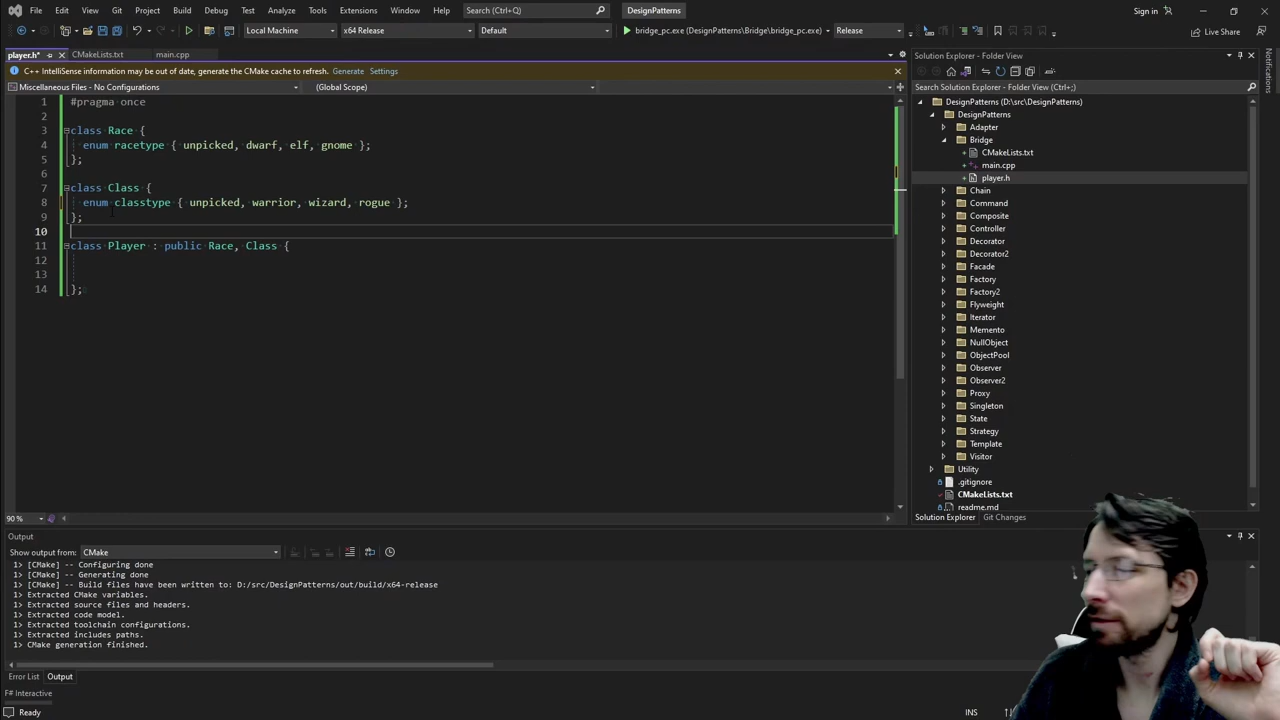 File Edit View Git Project Build Debug Test Analyze Tools Extensions Window Help Search (Ctrl+Q) DesignPatterns Sign in
Local Machine x64 Release Default bridge_pc.exe (DesignPatterns\Bridge\bridge_pc.exe) Release Live Share
player.h* CMakeLists.txt main.cpp
C++ IntelliSense information may be out of date, generate the CMake cache to refresh. Generate Settings
Miscellaneous Files - No Configurations (Global Scope)
1 #pragma once
2
3 class Race {
4 enum racetype { unpicked, dwarf, elf, gnome };
5 };
6
7 class Class {
8 enum classtype { unpicked, warrior, wizard, rogue };
9 };
10
11 class Player : public Race, Class {
12
13
14 };
90 %
Solution Explorer - Folder View
Search Solution Explorer - Folder View (Ctrl+;)
DesignPatterns (D:\src\DesignPatterns)
DesignPatterns
Adapter
Bridge
CMakeLists.txt
main.cpp
player.h
Chain
Command
Composite
Controller
Decorator
Decorator2
Facade
Factory
Factory2
Flyweight
Iterator
Memento
NullObject
ObjectPool
Observer
Observer2
Proxy
Singleton
State
Strategy
Template
Visitor
Utility
.gitignore
CMakeLists.txt
readme.md
Solution Explorer Git Changes
Notifications
Output
Show output from: CMake
1> [CMake] -- Configuring done
1> [CMake] -- Generating done
1> [CMake] -- Build files have been written to: D:/src/DesignPatterns/out/build/x64-release
1> Extracted CMake variables.
1> Extracted source files and headers.
1> Extracted code model.
1> Extracted toolchain configurations.
1> Extracted includes paths.
1> CMake generation finished.
Error List Output
F# Interactive
Ready INS